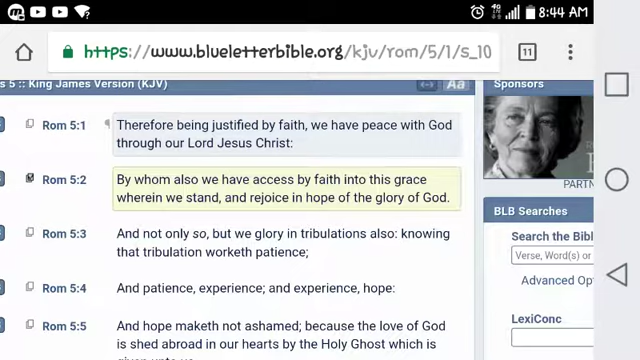 8:44 AM
https://www.blueletterbible.org/kjv/rom/5/1/s_10
11
s 5 :: King James Version (KJV)
Aa
Sponsors
Rom 5:1
¶
Therefore being justified by faith, we have peace with God
through our Lord Jesus Christ:
Rom 5:2
By whom also we have access by faith into this grace
wherein we stand, and rejoice in hope of the glory of God.
Rom 5:3
And not only so, but we glory in tribulations also: knowing
that tribulation worketh patience;
Rom 5:4
And patience, experience; and experience, hope:
Rom 5:5
And hope maketh not ashamed; because the love of God
is shed abroad in our hearts by the Holy Ghost which is
given unto us.
PARTN
BLB Searches
Search the Bibl
Verse, Word(s) or
Advanced Opt
LexiConc